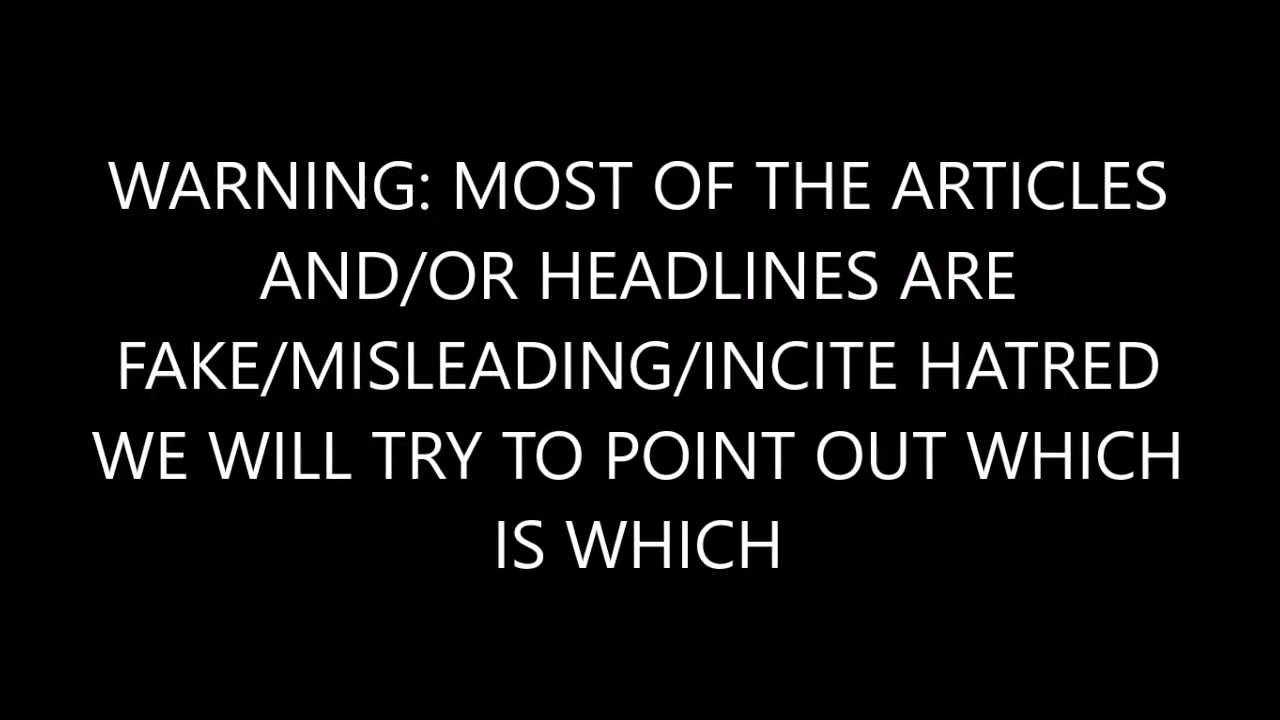 WARNING: MOST OF THE ARTICLES
AND/OR HEADLINES ARE
FAKE/MISLEADING/INCITE HATRED
WE WILL TRY TO POINT OUT WHICH
IS WHICH